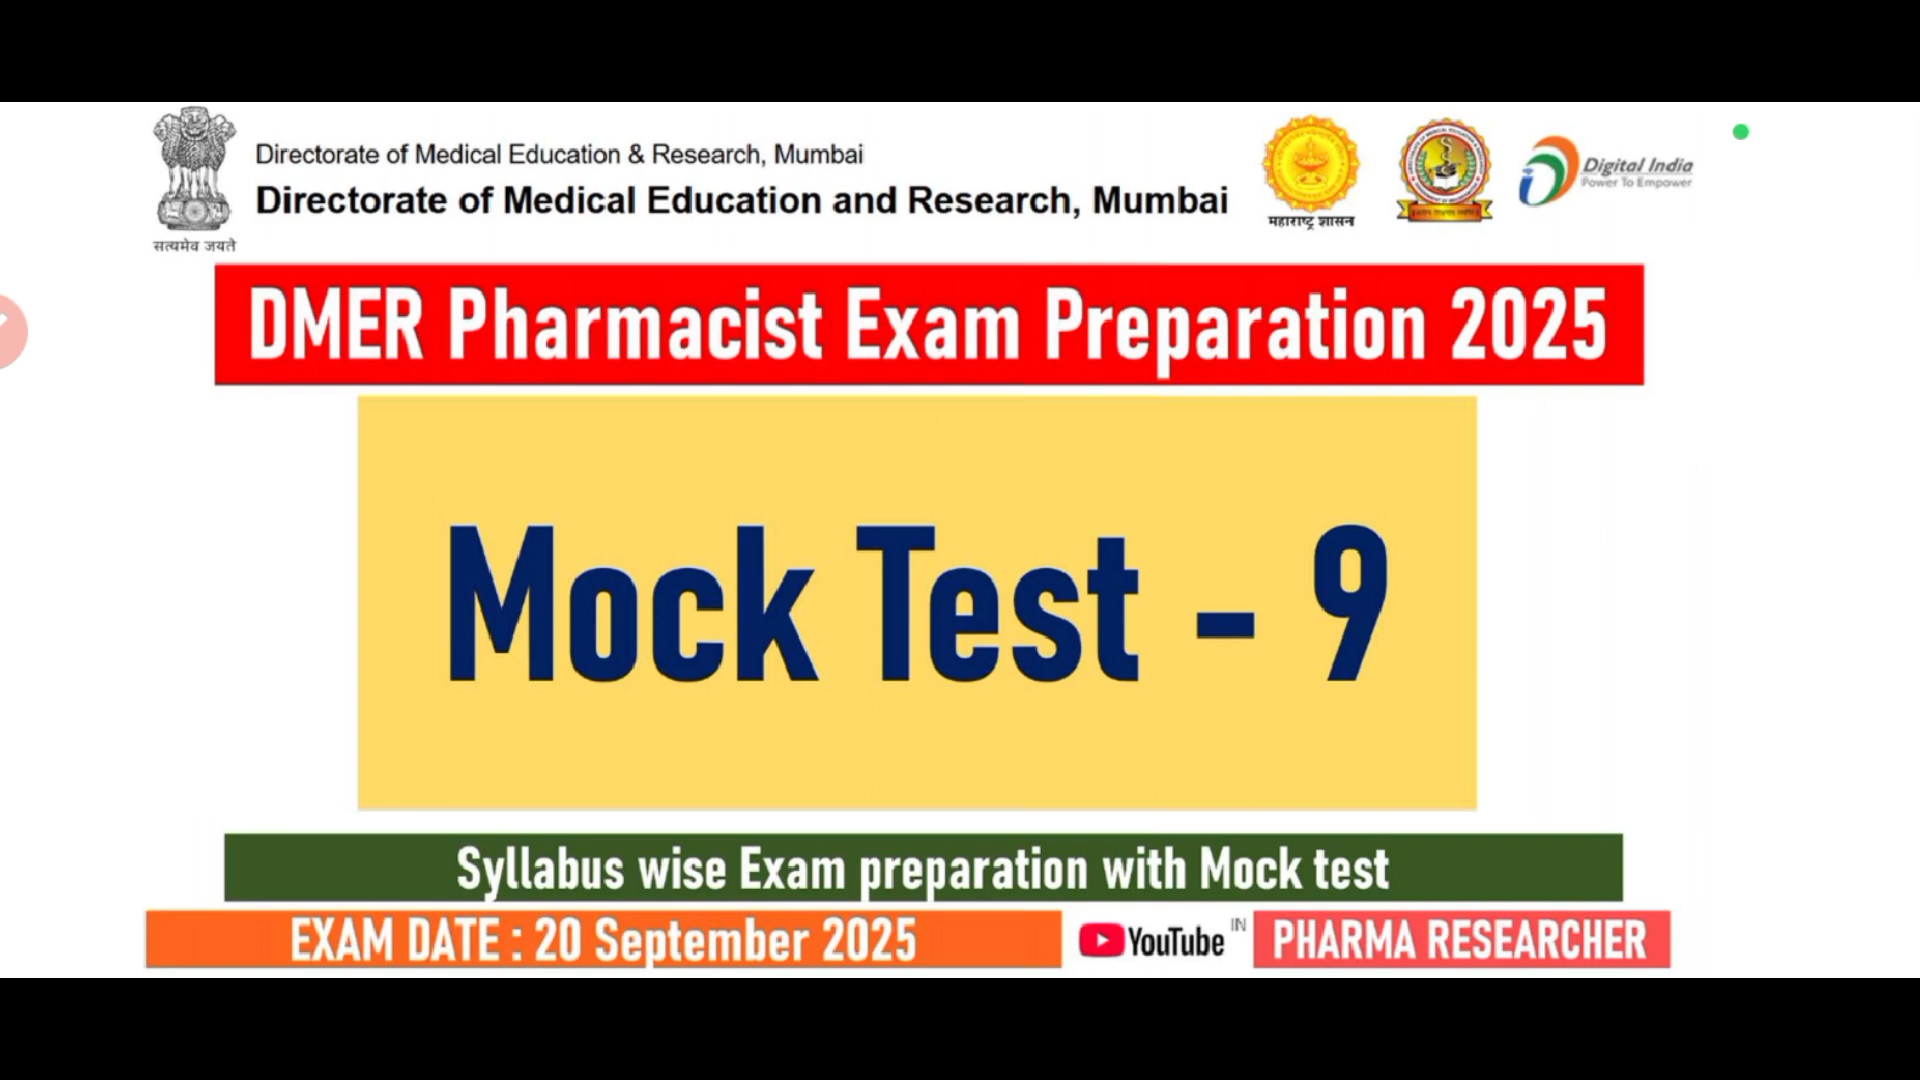 Directorate of Medical Education & Research, Mumbai
Directorate of Medical Education and Research, Mumbai
सत्यमेव जयते
महाराष्ट्र शासन
Digital India
Power To Empower
DMER Pharmacist Exam Preparation 2025
Mock Test - 9
Syllabus wise Exam preparation with Mock test
EXAM DATE : 20 September 2025
YouTube IN
PHARMA RESEARCHER